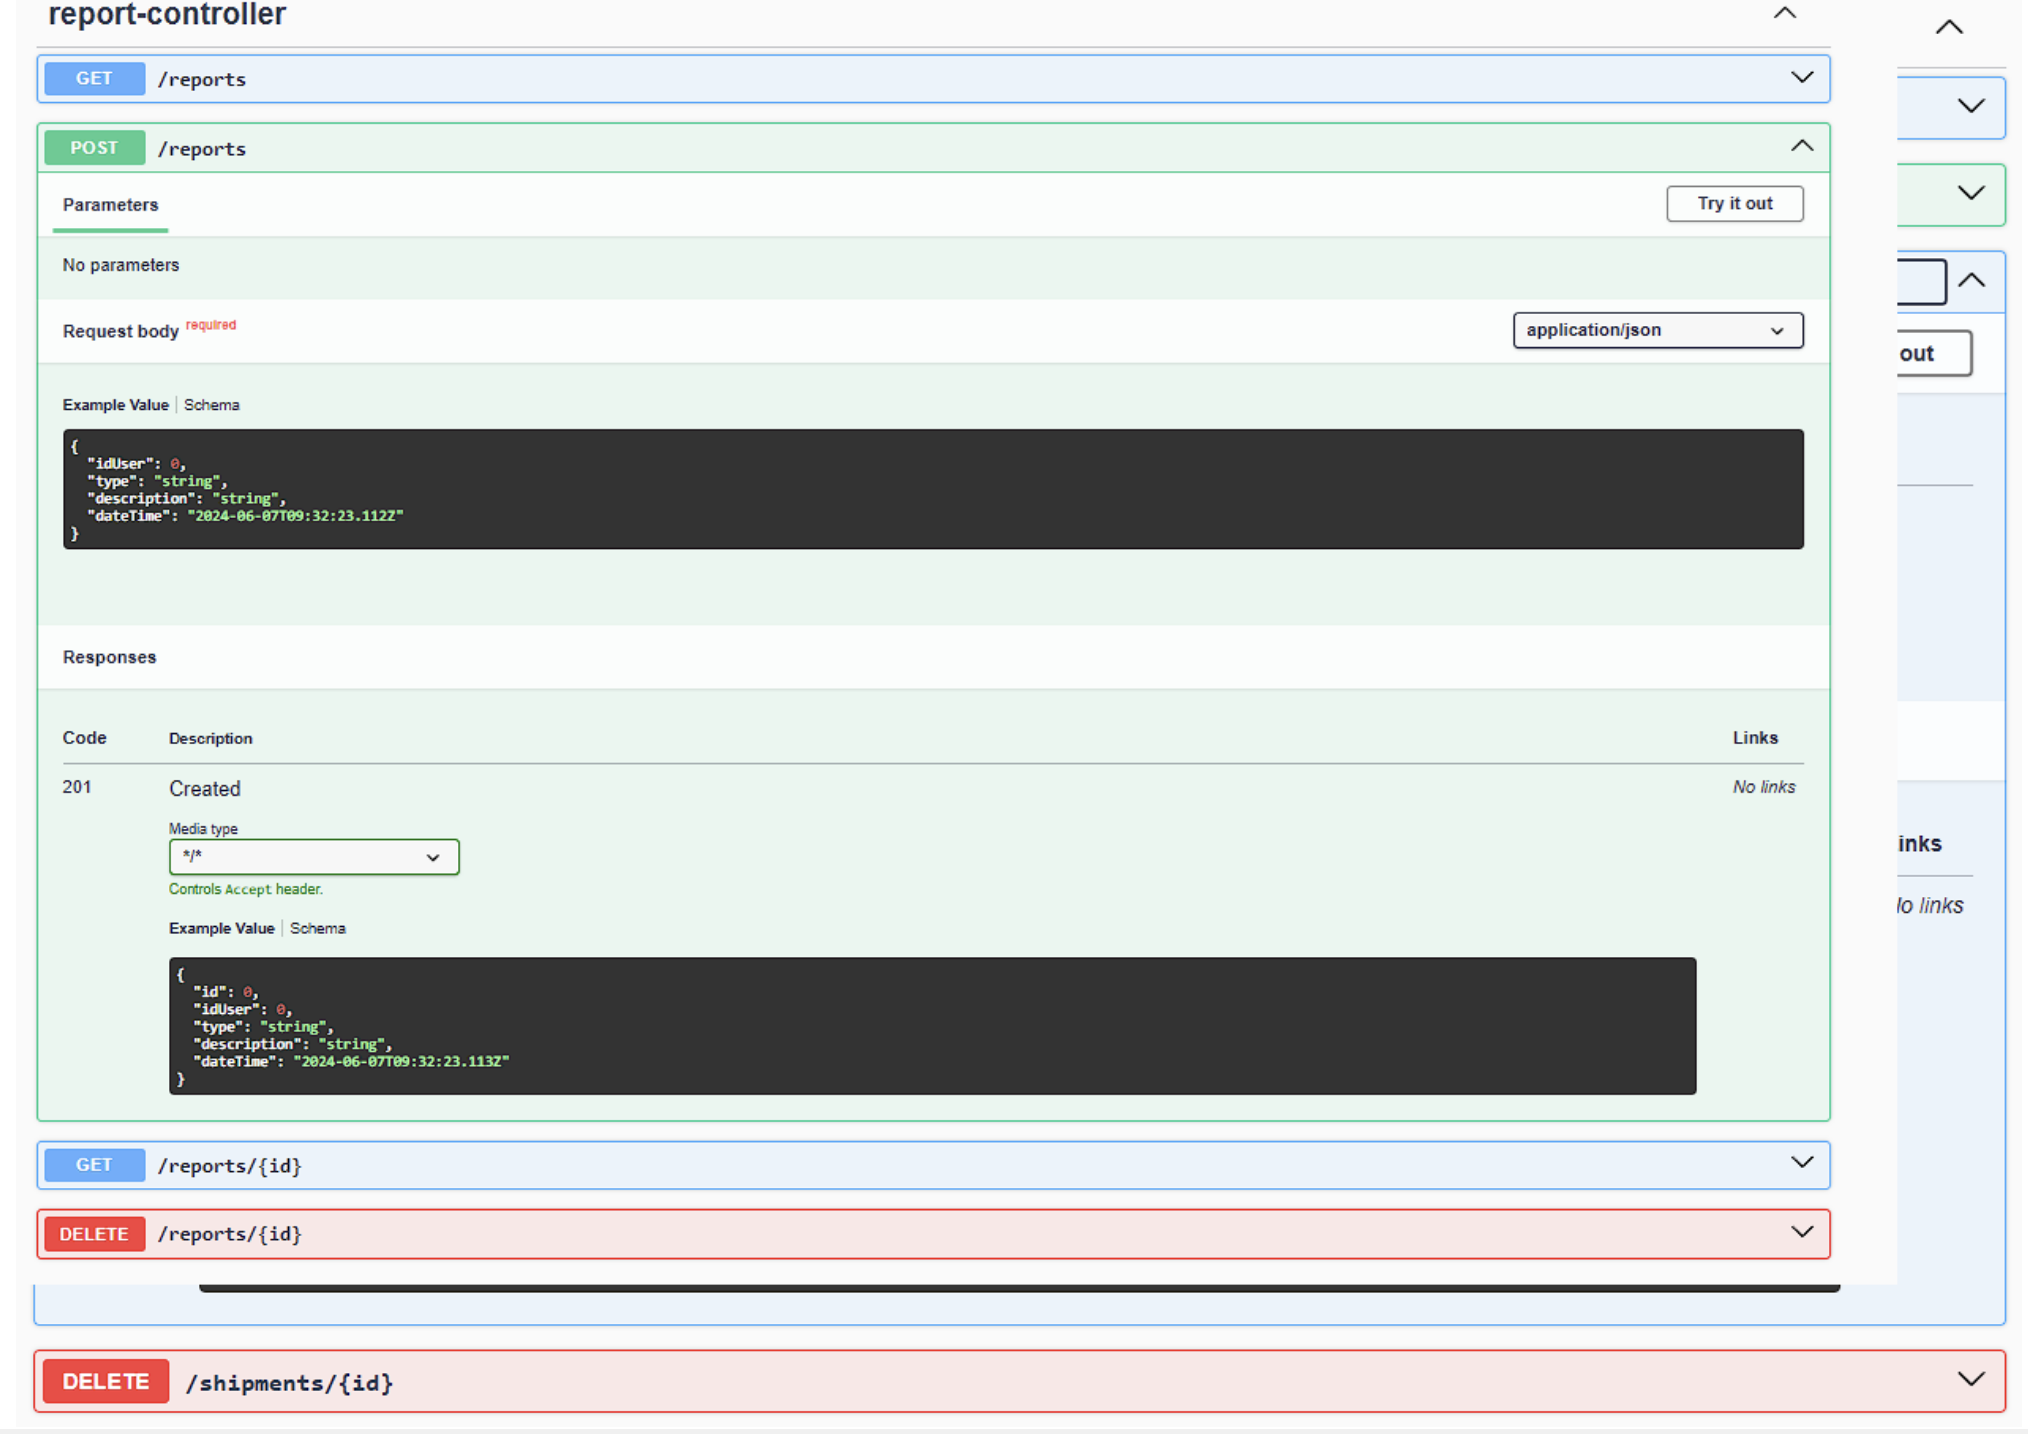 report-controller
GET /reports
POST /reports
Parameters
Try it out
No parameters
Request body required
application/json
Example Value | Schema
{
"idUser": 0,
"type": "string",
"description": "string",
"dateTime": "2024-06-07T09:32:23.112Z"
}
Responses
Code Description Links
201 Created No links
Media type
*/*
Controls Accept header.
Example Value | Schema
{
"id": 0,
"idUser": 0,
"type": "string",
"description": "string",
"dateTime": "2024-06-07T09:32:23.113Z"
}
GET /reports/{id}
DELETE /reports/{id}
out
inks
lo links
DELETE /shipments/{id}